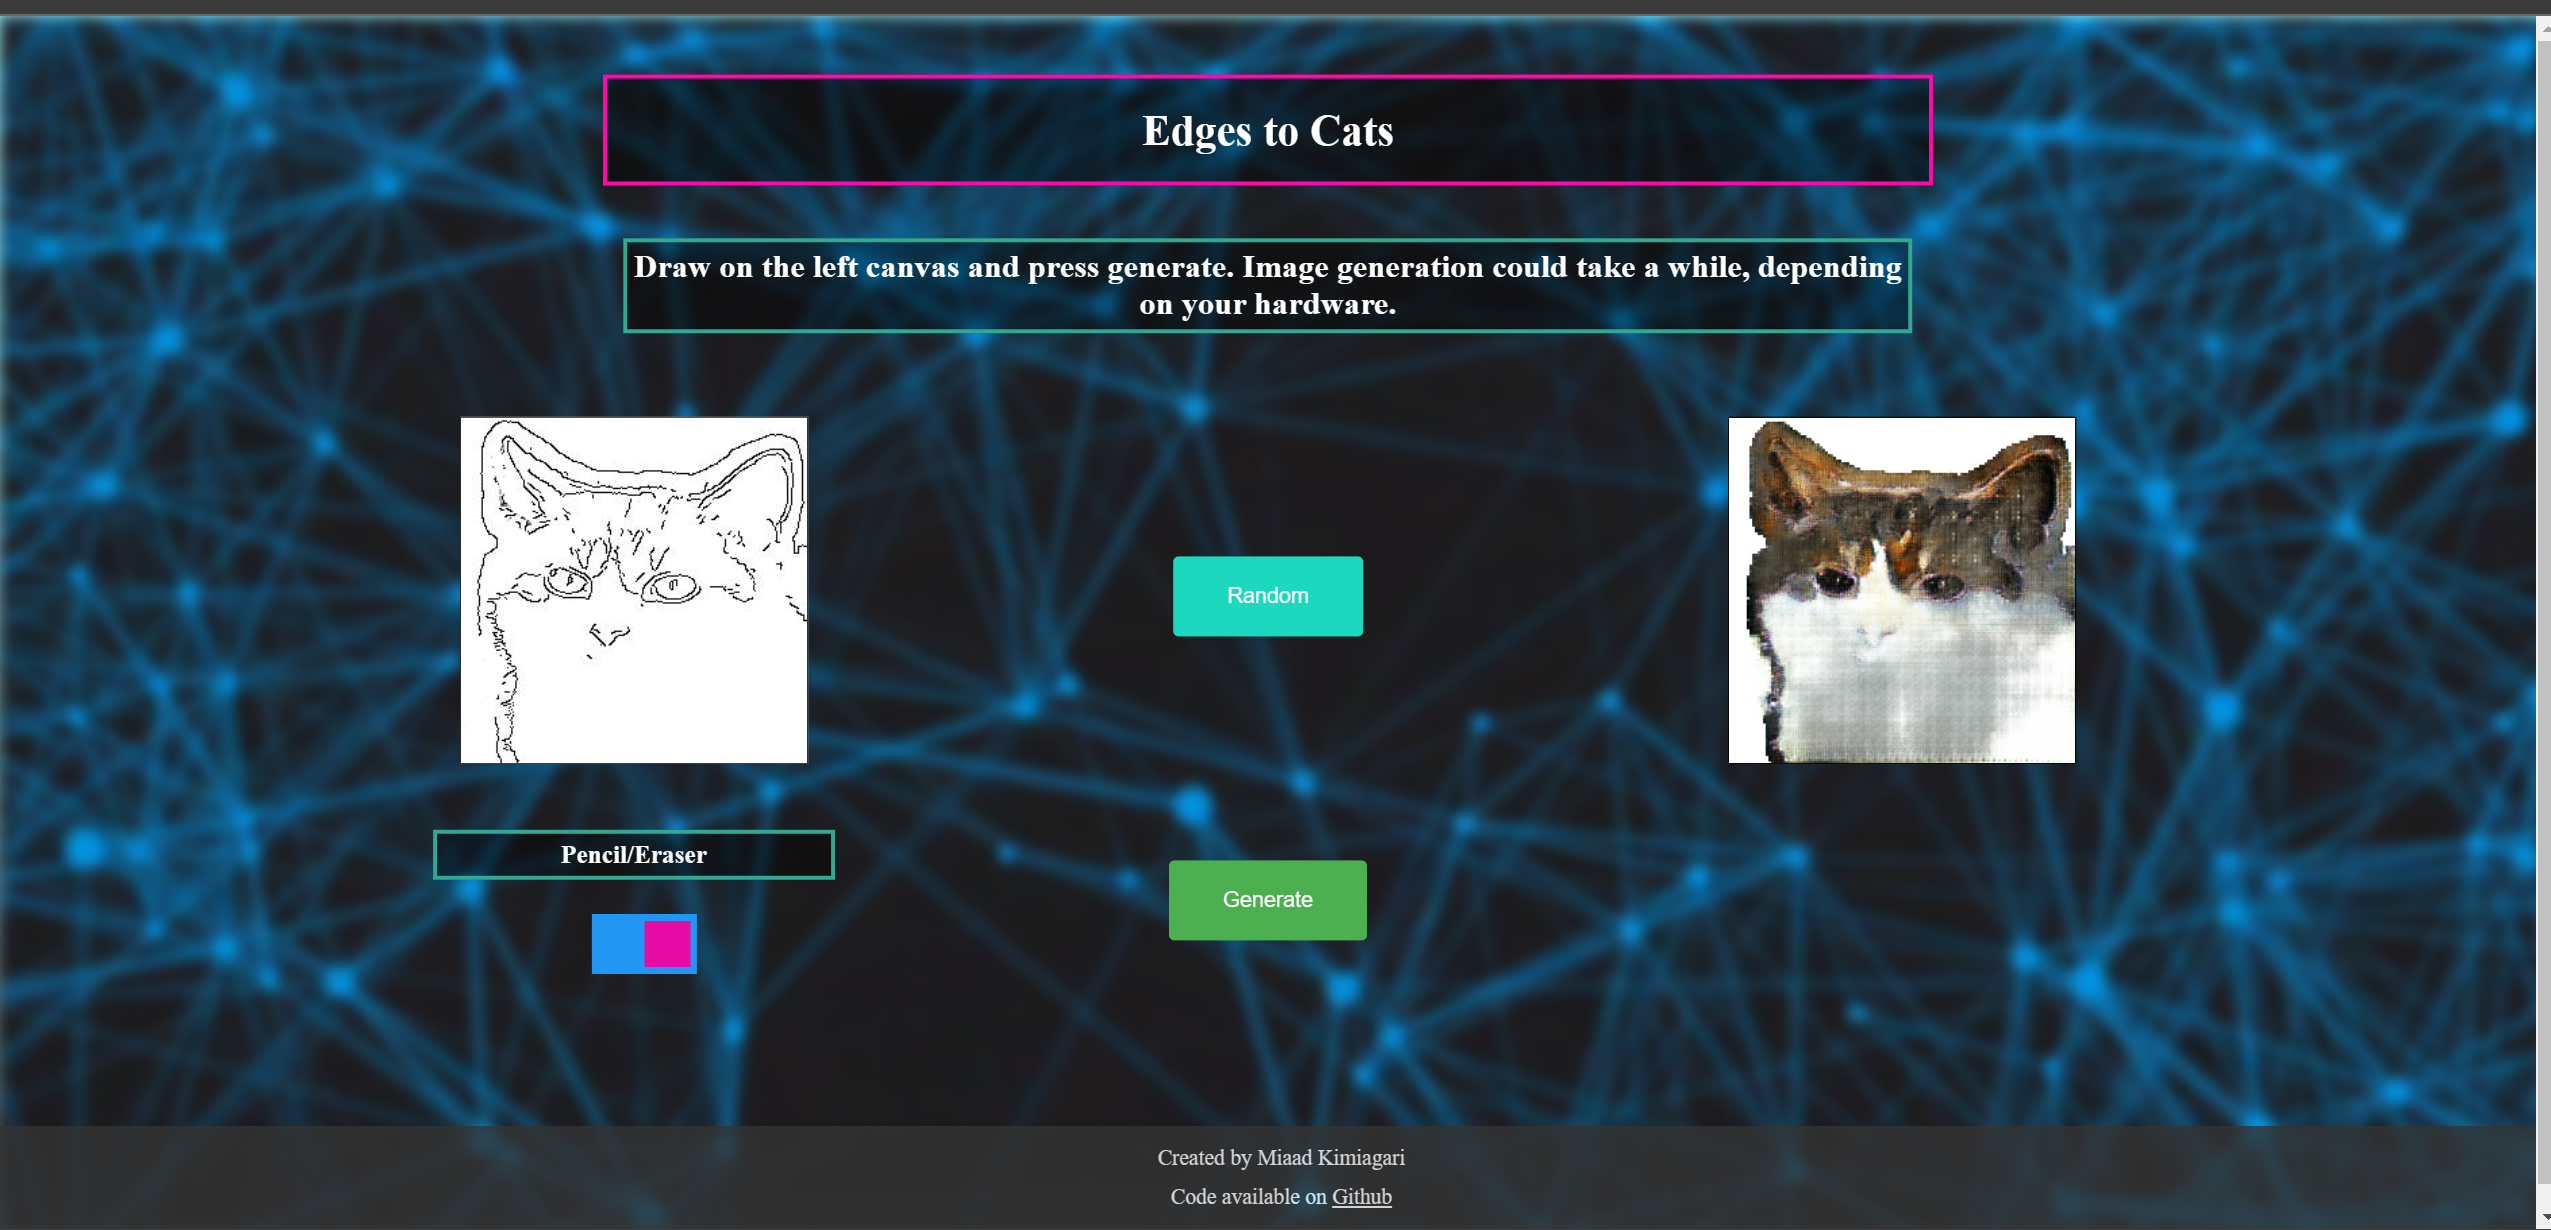 Edges to Cats
Draw on the left canvas and press generate. Image generation could take a while, depending
on your hardware.
Random
Pencil/Eraser
Generate
Created by Miaad Kimiagari
Code available on Github